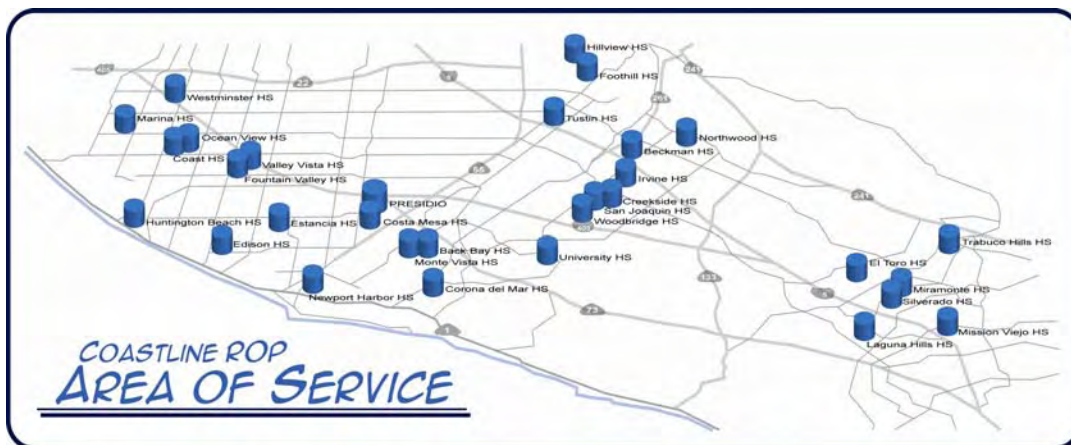 Hillview HS
Foothill HS
405
22
5
241
Westminster HS
261
Marina HS
Tustin HS
Northwood HS
Ocean View HS
Beckman HS
Coast HS
Valley Vista HS
Fountain Valley HS
55
Irvine HS
Creekside HS
San Joaquin HS
Woodbridge HS
241
PRESIDIO
Huntington Beach HS
Estancia HS
Costa Mesa HS
405
Edison HS
Back Bay HS
Monte Vista HS
University HS
Trabuco Hills HS
El Toro HS
133
Newport Harbor HS
Corona del Mar HS
Miramonte HS
5
Silverado HS
73
1
Mission Viejo HS
Laguna Hills HS
COASTLINE ROP
AREA OF SERVICE